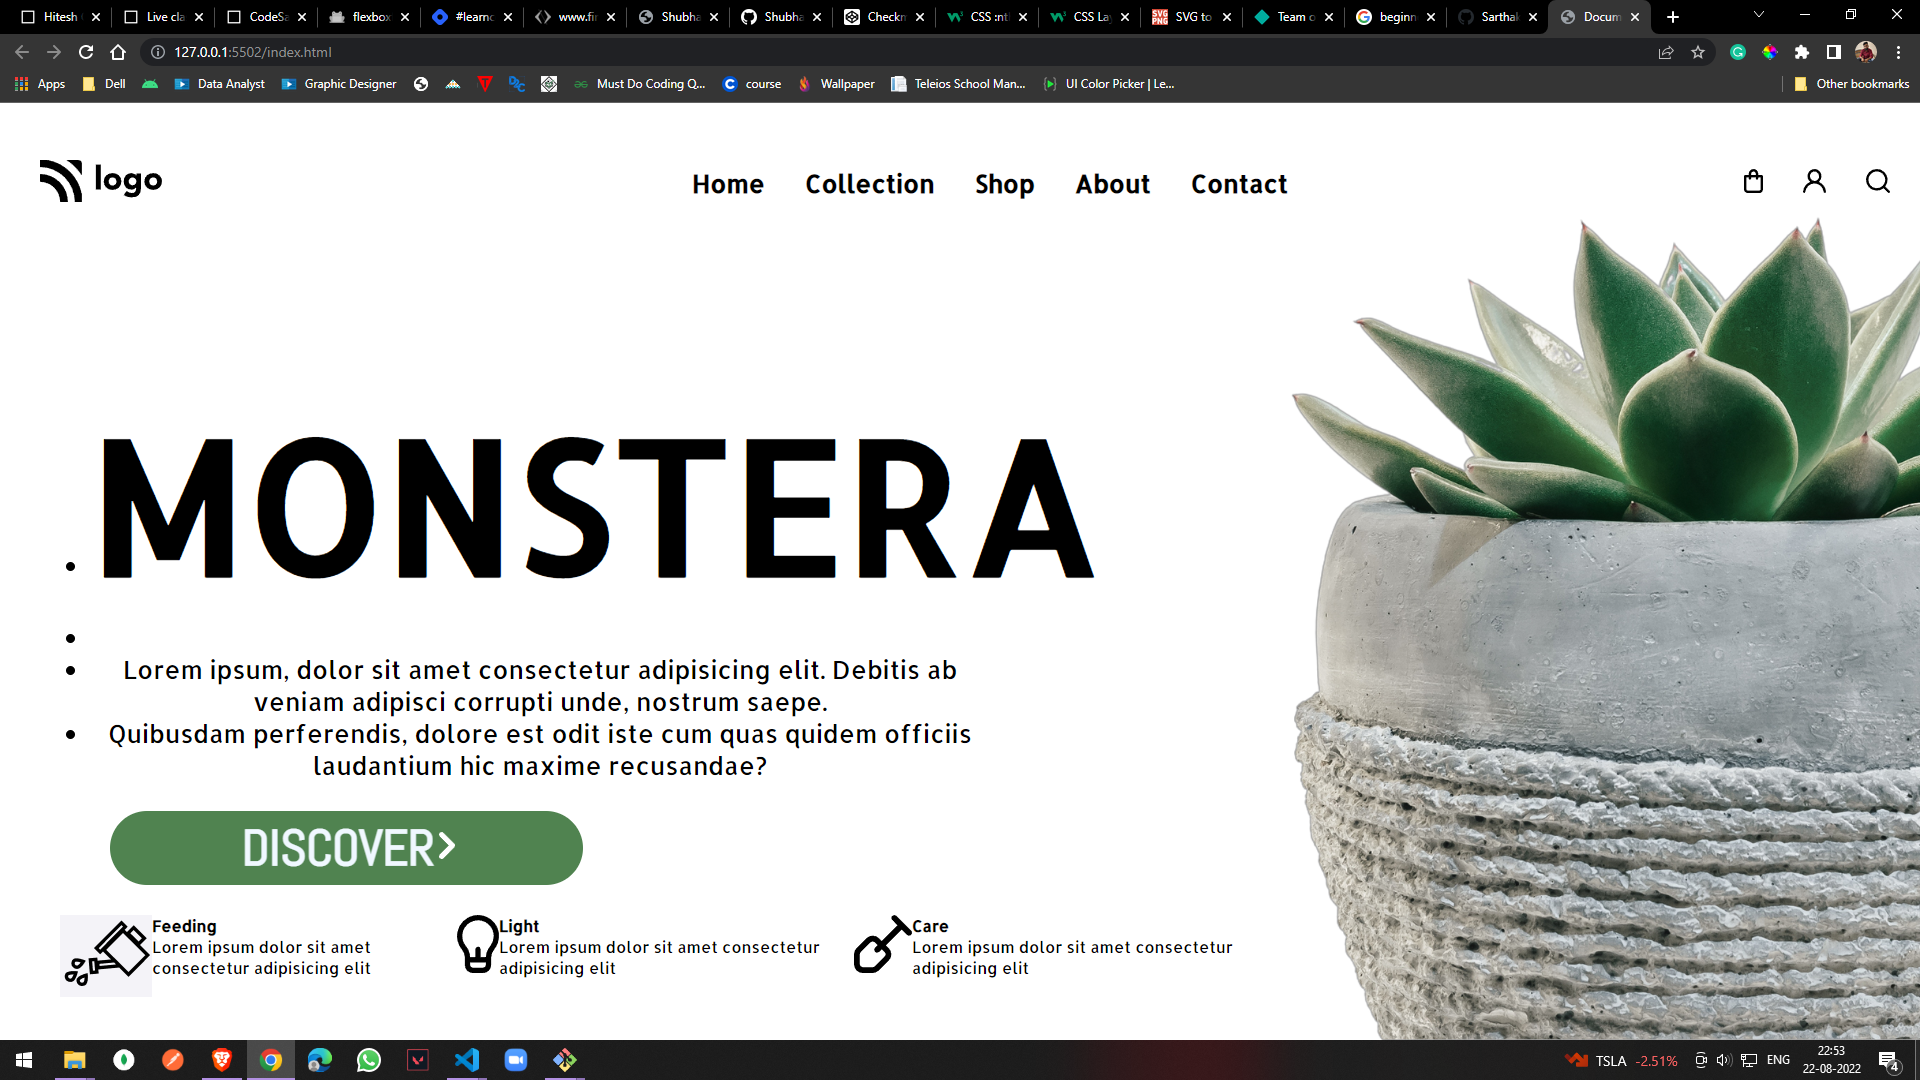 Hitesh
Live cla
CodeSa
flexbox
#learnc
www.fir
Shubha
Shubha
Checkm
CSS :nt
CSS Lay
SVG to
Team o
beginn
Sarthak
Docum
127.0.0.1:5502/index.html
Apps
Dell
Data Analyst
Graphic Designer
Must Do Coding Q...
course
Wallpaper
Teleios School Man...
UI Color Picker | Le...
Other bookmarks
logo
Home
Collection
Shop
About
Contact
MONSTERA
Lorem ipsum, dolor sit amet consectetur adipisicing elit. Debitis ab
veniam adipisci corrupti unde, nostrum saepe.
Quibusdam perferendis, dolore est odit iste cum quas quidem officiis
laudantium hic maxime recusandae?
DISCOVER
Feeding
Lorem ipsum dolor sit amet
consectetur adipisicing elit
Light
Lorem ipsum dolor sit amet consectetur
adipisicing elit
Care
Lorem ipsum dolor sit amet consectetur
adipisicing elit
TSLA -2.51%
ENG
22:53
22-08-2022
4